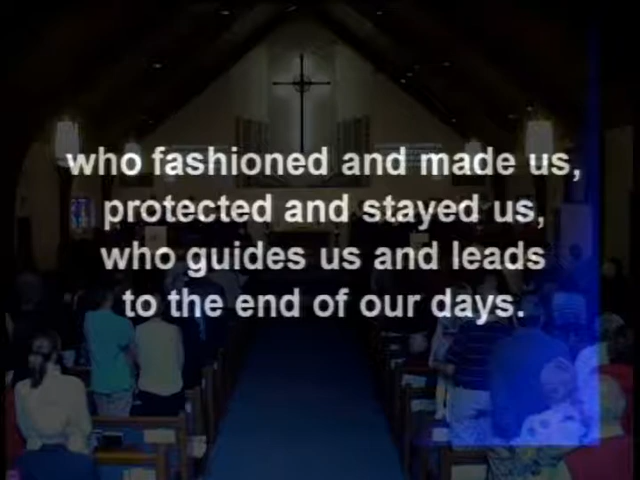 who fashioned and made us,
protected and stayed us,
who guides us and leads
to the end of our days.